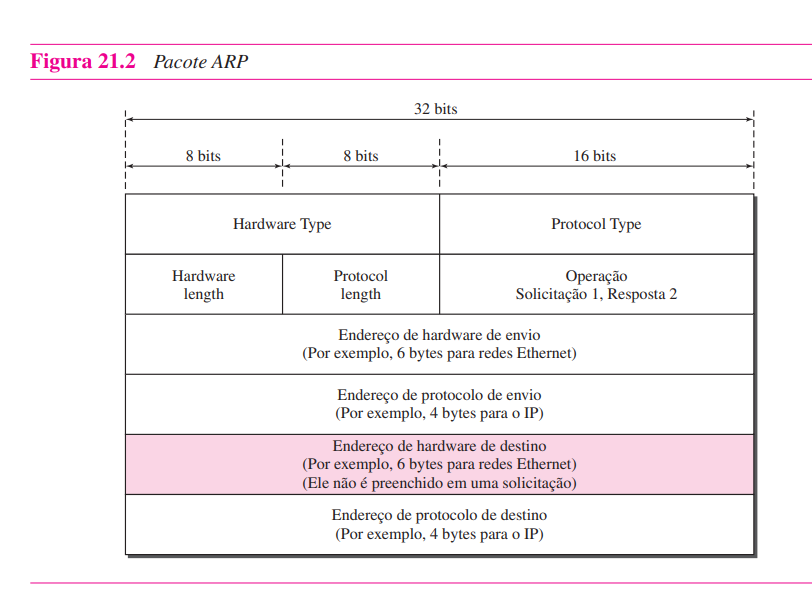 Figura 21.2 Pacote ARP
32 bits
8 bits 8 bits 16 bits
Hardware Type Protocol Type
Hardware length Protocol length Operação
Solicitação 1, Resposta 2
Endereço de hardware de envio
(Por exemplo, 6 bytes para redes Ethernet)
Endereço de protocolo de envio
(Por exemplo, 4 bytes para o IP)
Endereço de hardware de destino
(Por exemplo, 6 bytes para redes Ethernet)
(Ele não é preenchido em uma solicitação)
Endereço de protocolo de destino
(Por exemplo, 4 bytes para o IP)